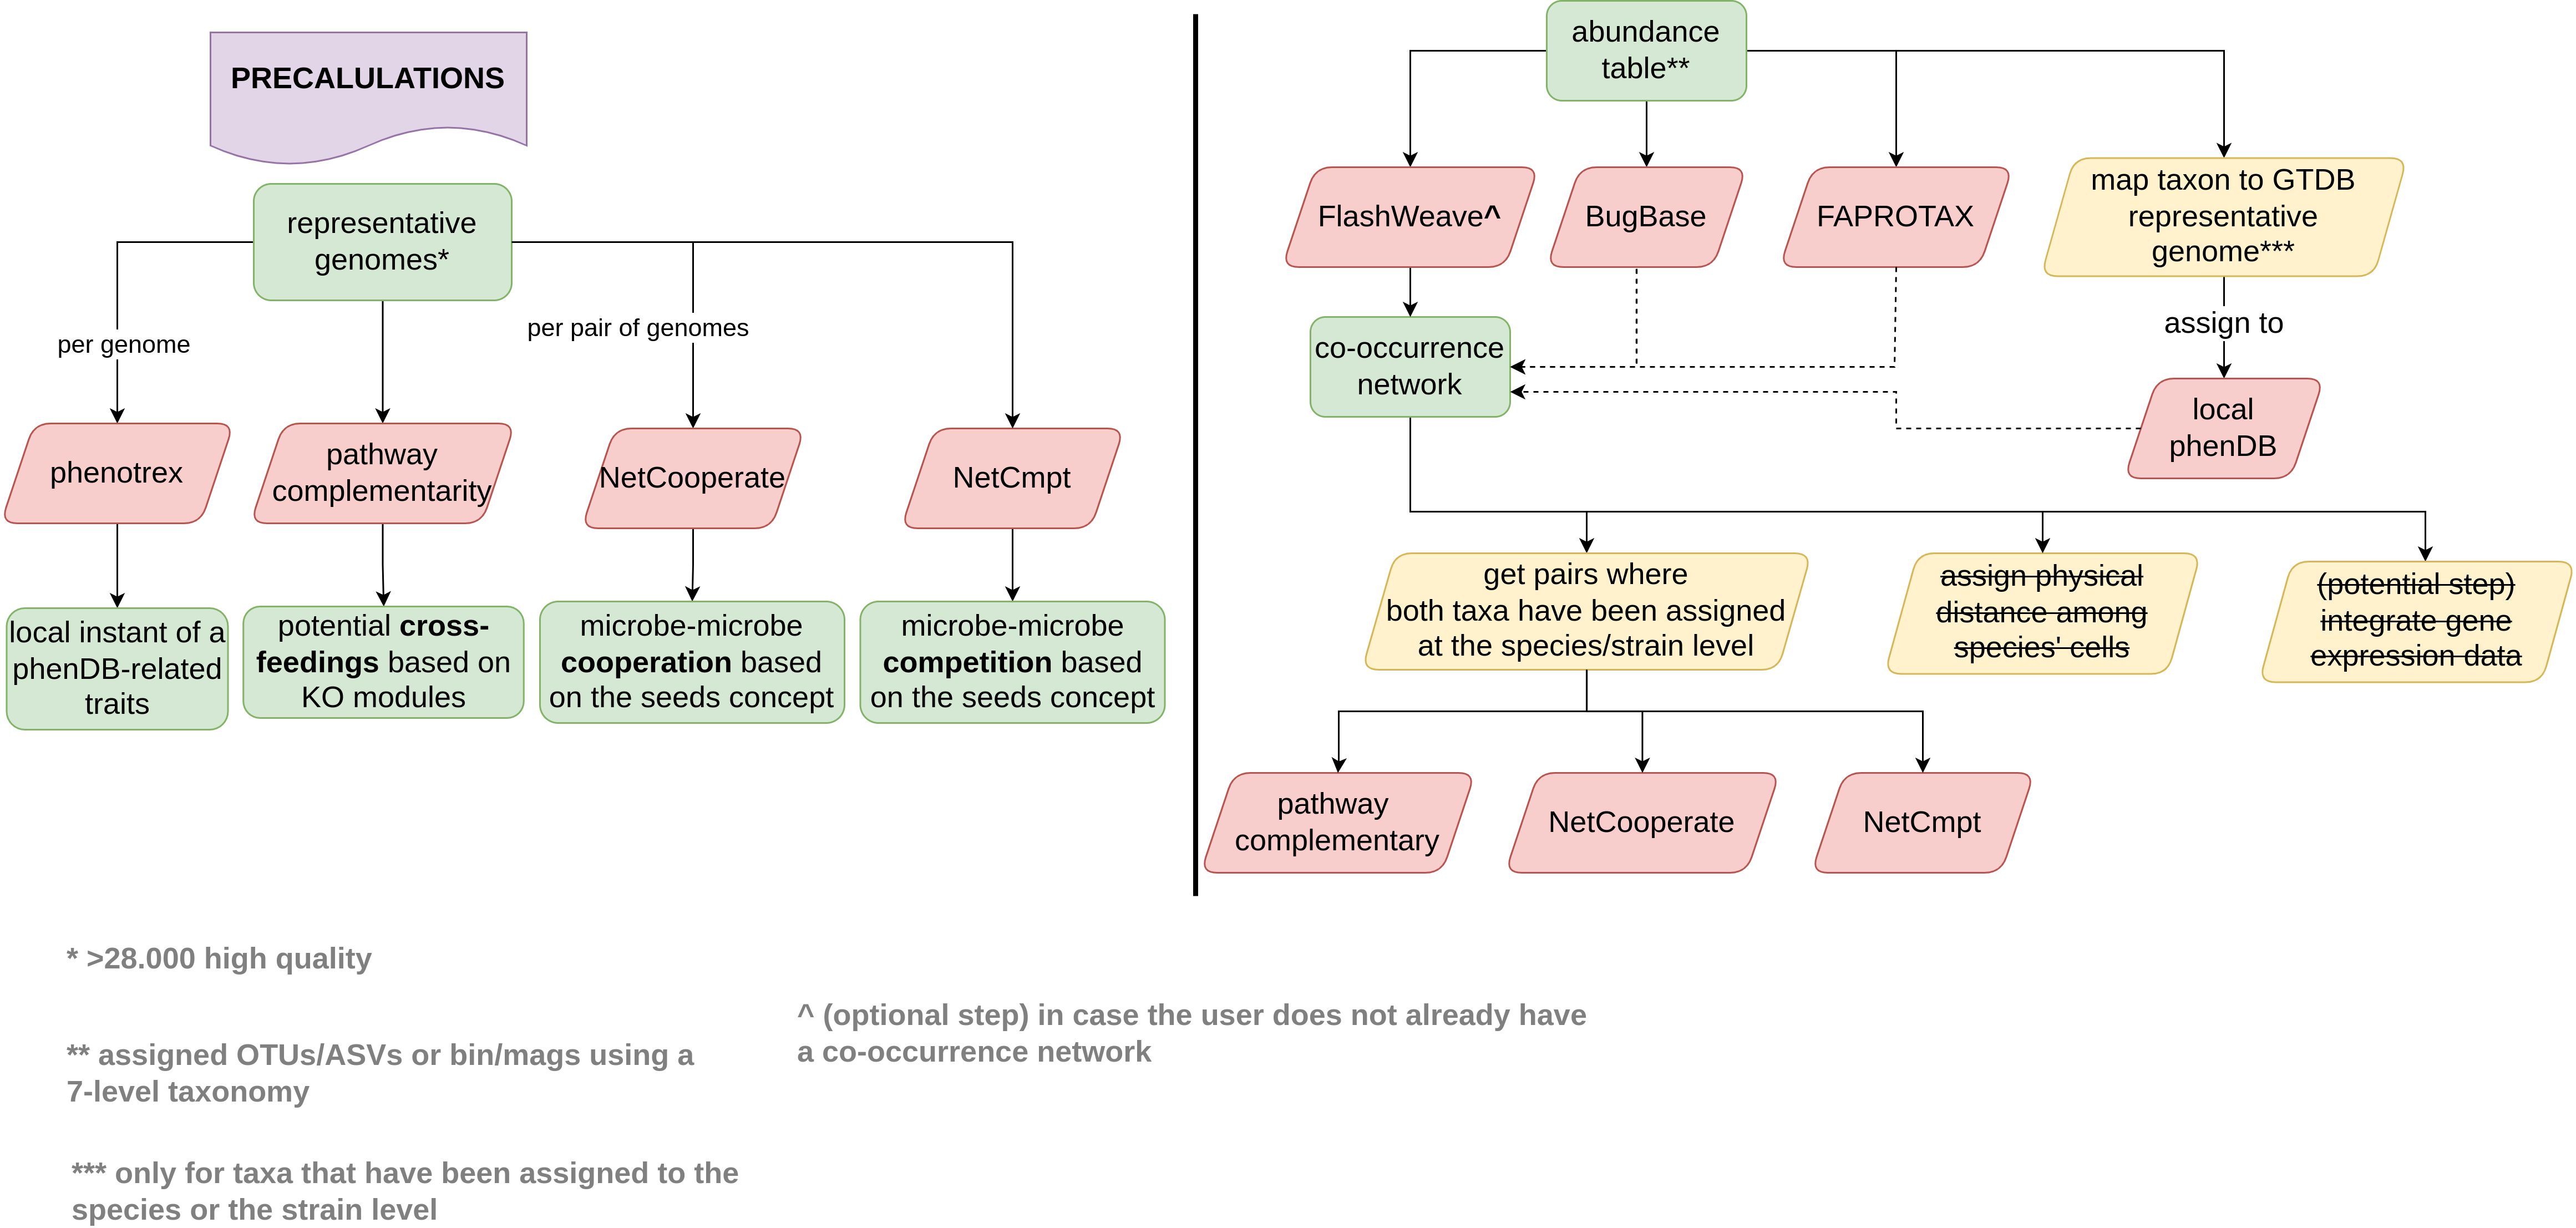 PRECALULATIONS
representative
genomes*
per genome
per pair of genomes
phenotrex
pathway
complementarity
NetCooperate
NetCmpt
local instant of a
phenDB-related
traits
potential cross-
feedings based on
KO modules
microbe-microbe
cooperation based
on the seeds concept
microbe-microbe
competition based
on the seeds concept
abundance
table**
FlashWeave^
BugBase
FAPROTAX
map taxon to GTDB
representative
genome***
assign to
co-occurrence
network
local
phenDB
get pairs where
both taxa have been assigned
at the species/strain level
assign physical
distance among
species' cells
(potential step)
integrate gene
expression data
pathway
complementary
NetCooperate
NetCmpt
* >28.000 high quality
** assigned OTUs/ASVs or bin/mags using a
7-level taxonomy
*** only for taxa that have been assigned to the
species or the strain level
^ (optional step) in case the user does not already have
a co-occurrence network